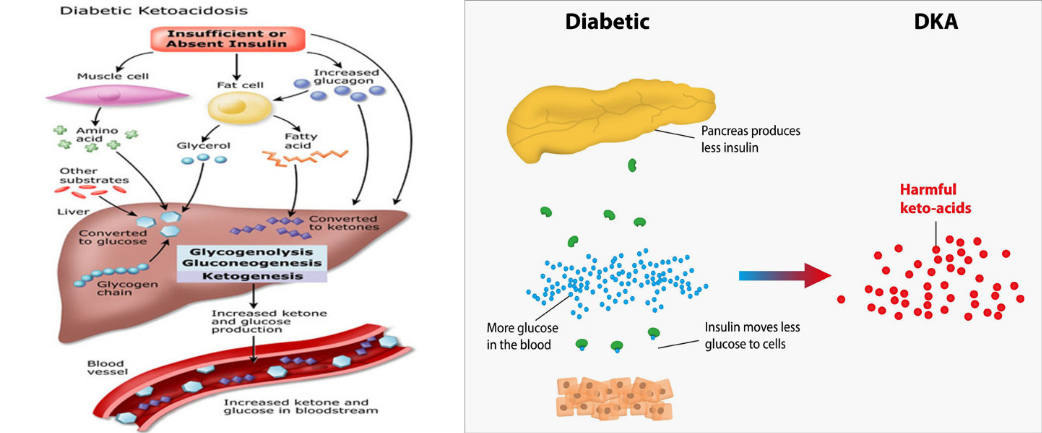 Diabetic Ketoacidosis
Insufficient or
Absent Insulin
Muscle cell
Fat cell
Increased
glucagon
Amino
acid
Glycerol
Fatty
acid
Other
substrates
Liver
Converted
to glucose
Converted
to ketones
Glycogenolysis
Gluconeogenesis
Ketogenesis
Glycogen
chain
Increased ketone
and glucose
production
Blood
vessel
Increased ketone and
glucose in bloodstream
Diabetic
DKA
Pancreas produces
less insulin
Harmful
keto-acids
More glucose
in the blood
Insulin moves less
glucose to cells